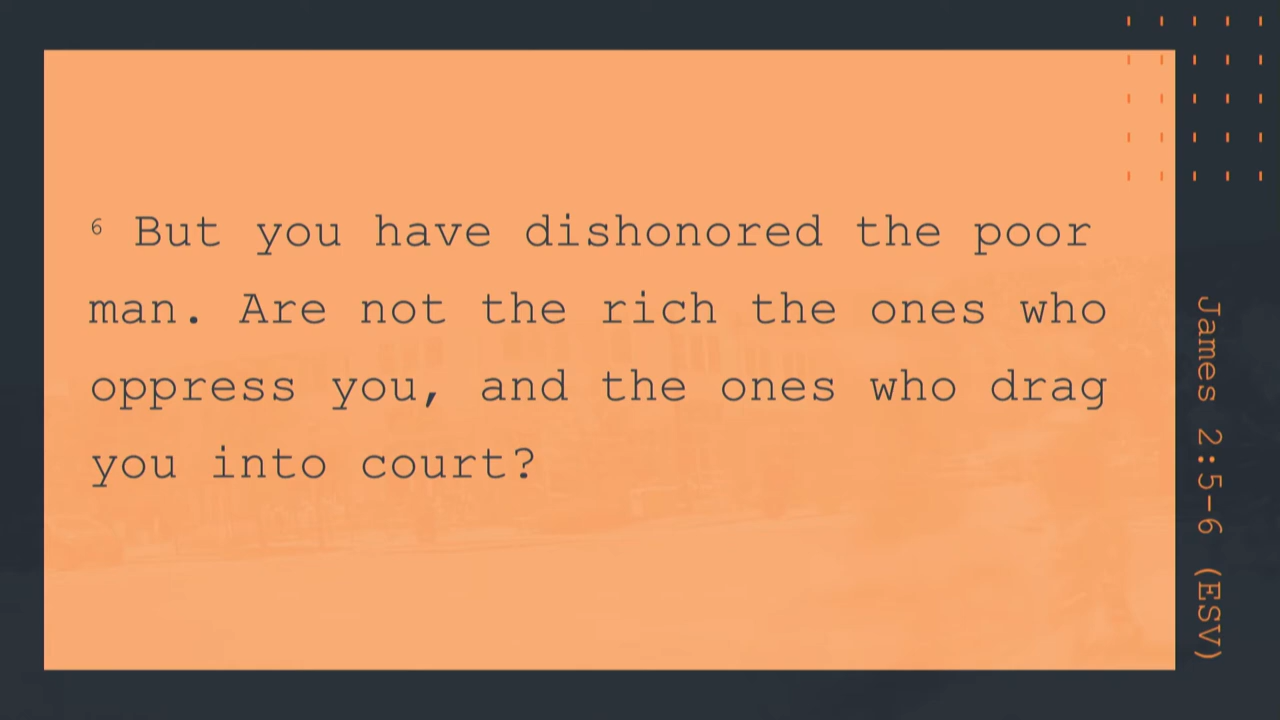 6 But you have dishonored the poor
man. Are not the rich the ones who
oppress you, and the ones who drag
you into court?
James 2:5-6 (ESV)